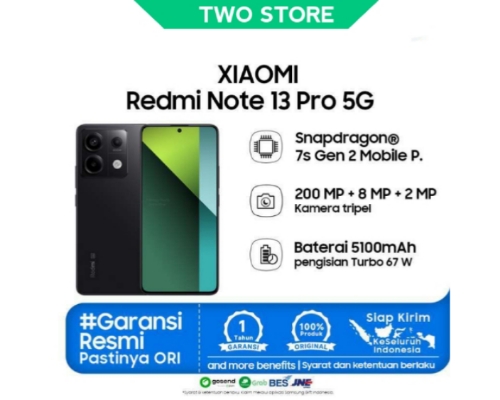 TWO STORE
XIAOMI
Redmi Note 13 Pro 5G
Snapdragon®
7s Gen 2 Mobile P.
200 MP + 8 MP + 2 MP
Kamera tripel
Baterai 5100mAh
pengisian Turbo 67 W
#Garansi
Resmi
Pastinya ORI
1
Tahun
GARANSI
100%
Produk
ORIGINAL
Siap Kirim
KeSeluruh
Indonesia
and more benefits | Syarat dan ketentuan berlaku
gosend
Grab
BES
JNE